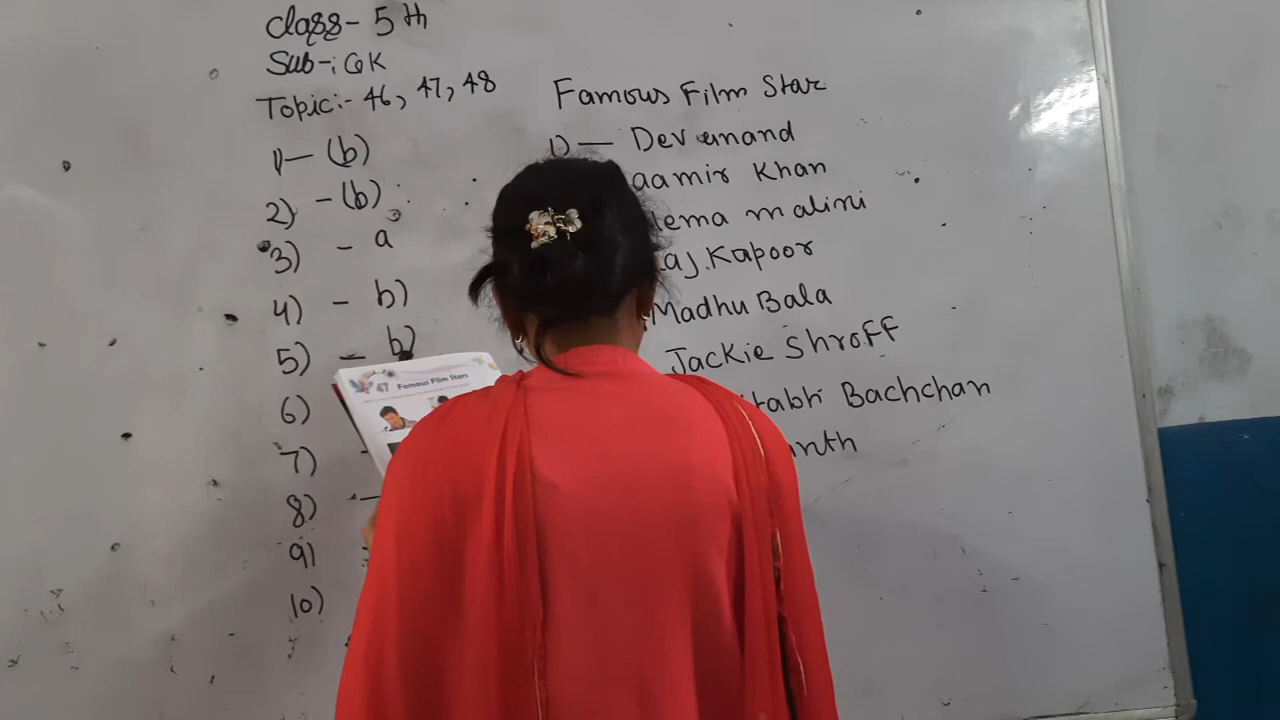 Class- 5th
Sub-: GK
Topic:- 46, 47, 48
1- (b)
2) - (b)
3) - a
4) - b)
5) - b)
6)
7) -
8) -
9)
10)
Famous Film Star
1) — Dev anand
aamir Khan
ema malini
aj. Kapoor
Madhu Bala
Jackie Shroff
tabh Bachchan
nth
47 Famous Film Stars